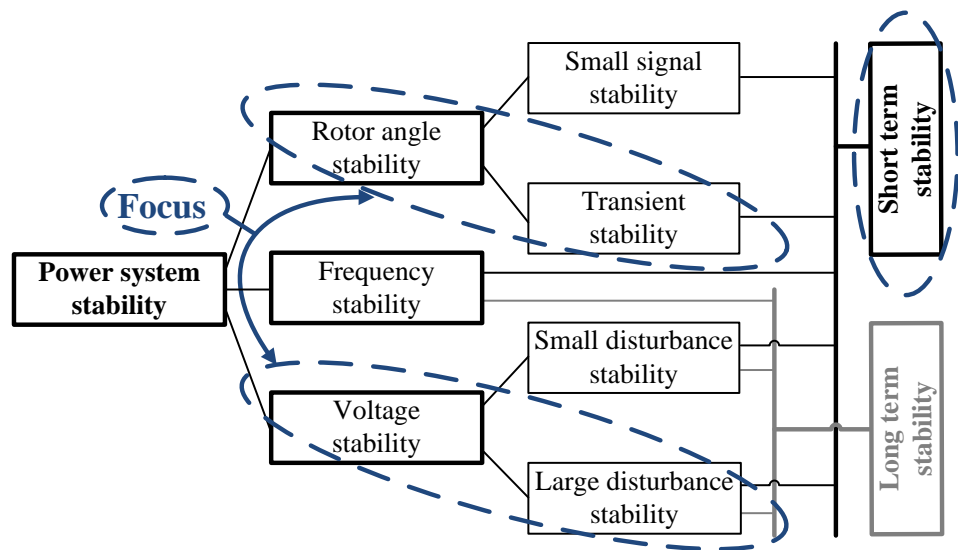 Small signal
stability
Rotor angle
stability
Short term
stability
Focus
Transient
stability
Power system
stability
Frequency
stability
Small disturbance
stability
Voltage
stability
Long term
stability
Large disturbance
stability